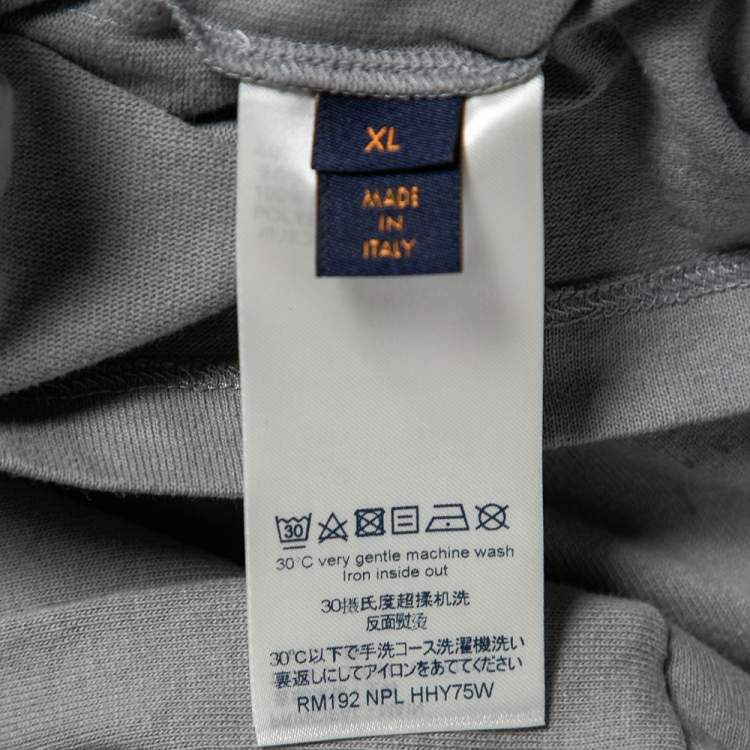 XL
MADE
IN
ITALY
30
30°C very gentle machine wash
Iron inside out
30摄氏度超揉机洗
反面熨烫
30°C以下で手洗コース洗濯機洗い
裏返しにしてアイロンをあててください
RM192 NPL HHY75W